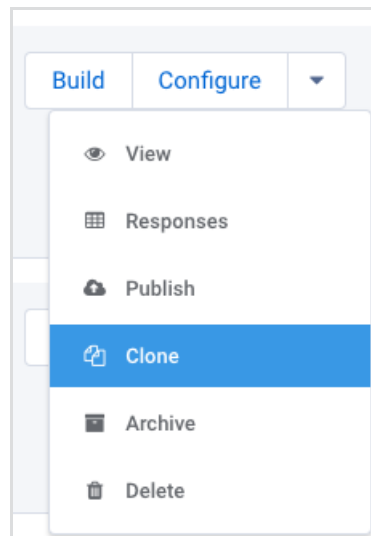 Build Configure
View
Responses
Publish
Clone
Archive
Delete